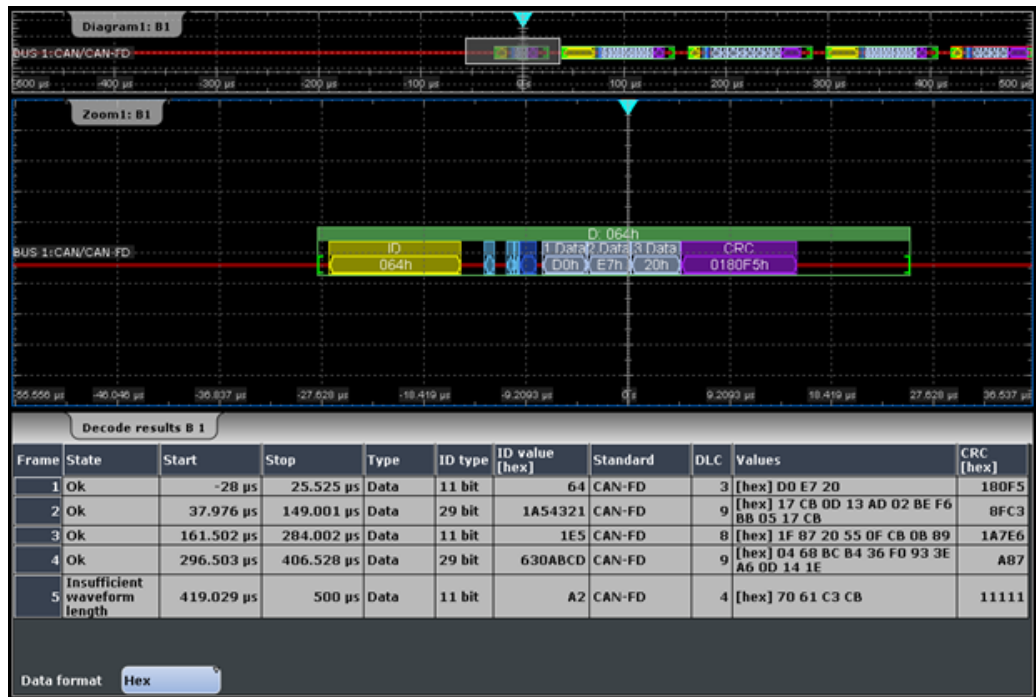 Diagram1: B1
BUS 1:CAN/CAN-FD
-400 µs -300 µs -200 µs -100 µs 0 s 100 µs 200 µs 300 µs 400 µs
Zoom1: B1
D: 064h
BUS 1:CAN/CAN-FD
ID 1 Data 2 Data 3 Data CRC
064h D0h E7h 20h 0180F5h
-55.556 µs -46.046 µs -36.837 µs -27.628 µs -18.419 µs -9.2093 µs 0 s 9.2093 µs 18.419 µs 27.628 µs 36.537 µs
Decode results B 1
Frame State Start Stop Type ID type ID value [hex] Standard DLC Values CRC [hex]
1 Ok -28 µs 25.525 µs Data 11 bit 64 CAN-FD 3 [hex] D0 E7 20 180F5
2 Ok 37.976 µs 149.001 µs Data 29 bit 1A54321 CAN-FD 9 [hex] 17 CB 0D 13 AD 02 BE F6 BB 05 17 CB 8FC3
3 Ok 161.502 µs 284.002 µs Data 11 bit 1E5 CAN-FD 8 [hex] 1F 87 20 55 0F CB 0B 89 1A7E6
4 Ok 296.503 µs 406.528 µs Data 29 bit 630ABCD CAN-FD 9 [hex] 04 68 BC B4 36 F0 93 3E A6 0D 14 1E A87
5 Insufficient waveform length 419.029 µs 500 µs Data 11 bit A2 CAN-FD 4 [hex] 70 61 C3 CB 11111
Data format Hex